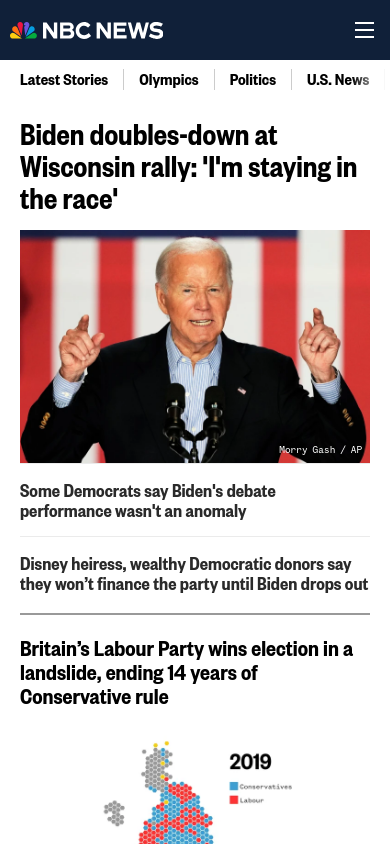 NBC NEWS
Latest Stories
Olympics
Politics
U.S. News
Biden doubles-down at
Wisconsin rally: 'I'm staying in
the race'
Morry Gash / AP
Some Democrats say Biden's debate
performance wasn't an anomaly
Disney heiress, wealthy Democratic donors say
they won’t finance the party until Biden drops out
Britain’s Labour Party wins election in a
landslide, ending 14 years of
Conservative rule
2019
Conservatives
Labour